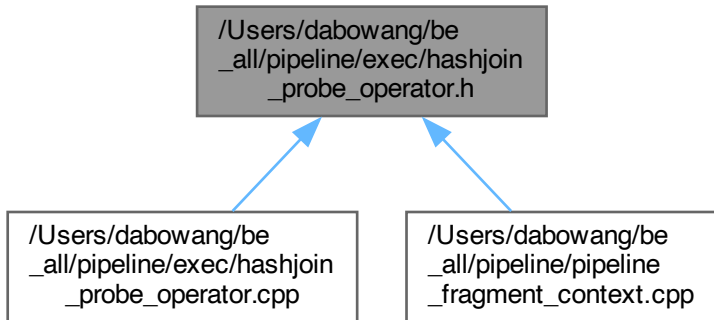 /Users/dabowang/be
_all/pipeline/exec/hashjoin
_probe_operator.h
/Users/dabowang/be
_all/pipeline/exec/hashjoin
_probe_operator.cpp
/Users/dabowang/be
_all/pipeline/pipeline
_fragment_context.cpp